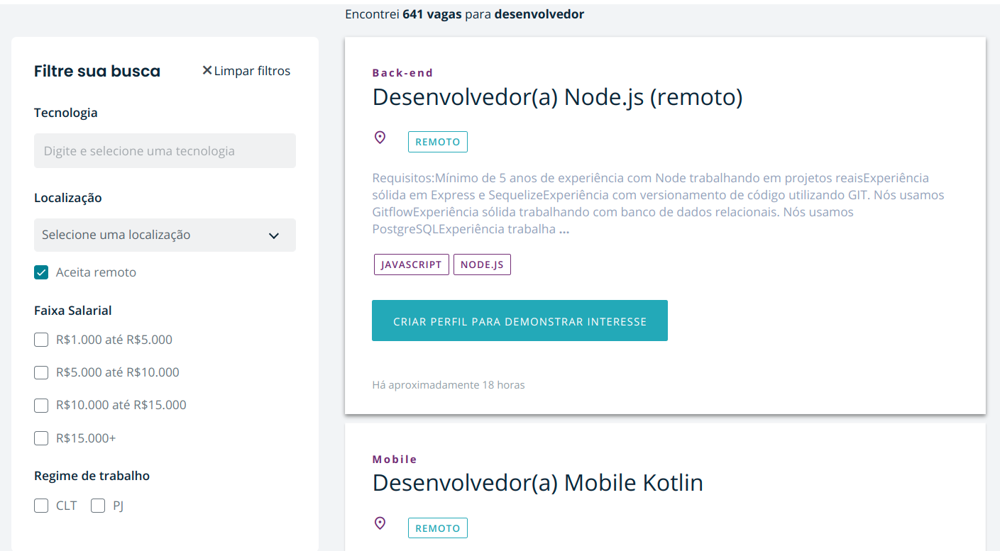 Encontrei 641 vagas para desenvolvedor
Filtre sua busca
Limpar filtros
Tecnologia
Digite e selecione uma tecnologia
Localização
Selecione uma localização
Aceita remoto
Faixa Salarial
R$1.000 até R$5.000
R$5.000 até R$10.000
R$10.000 até R$15.000
R$15.000+
Regime de trabalho
CLT
PJ
Back-end
Desenvolvedor(a) Node.js (remoto)
REMOTO
Requisitos:Mínimo de 5 anos de experiência com Node trabalhando em projetos reaisExperiência
sólida em Express e SequelizeExperiência com versionamento de código utilizando GIT. Nós usamos
GitflowExperiência sólida trabalhando com banco de dados relacionais. Nós usamos
PostgreSQLExperiência trabalha ...
JAVASCRIPT
NODE.JS
CRIAR PERFIL PARA DEMONSTRAR INTERESSE
Há aproximadamente 18 horas
Mobile
Desenvolvedor(a) Mobile Kotlin
REMOTO